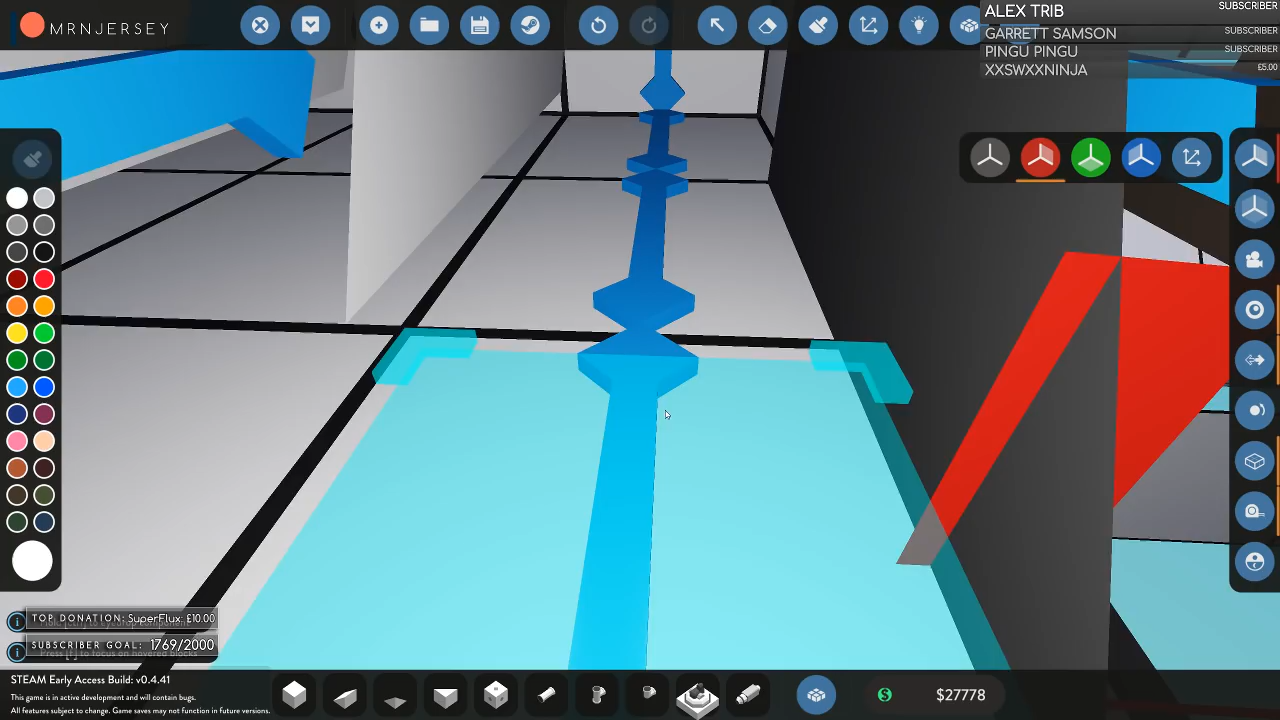 MRNJERSEY
ALEX TRIB SUBSCRIBER
GARRETT SAMSON SUBSCRIBER
PINGU PINGU SUBSCRIBER
XXSWXXNINJA £5.00
TOP DONATION: SuperFlux: £10.00
SUBSCRIBER GOAL: 1769/2000
STEAM Early Access Build: v0.4.41
This game is in active development and will contain bugs.
All features subject to change. Game saves may not function in future versions.
$ $27778